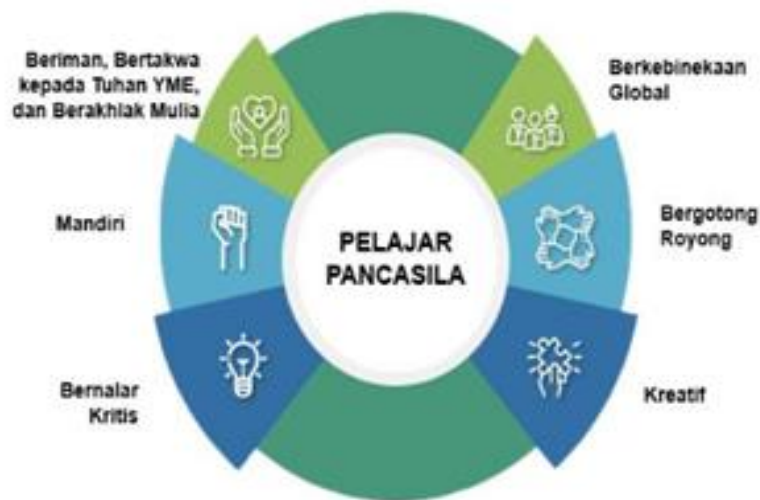 Beriman, Bertakwa
kepada Tuhan YME,
dan Berakhlak Mulia
Berkebinekaan
Global
Mandiri
PELAJAR
PANCASILA
Bergotong
Royong
Bernalar
Kritis
Kreatif